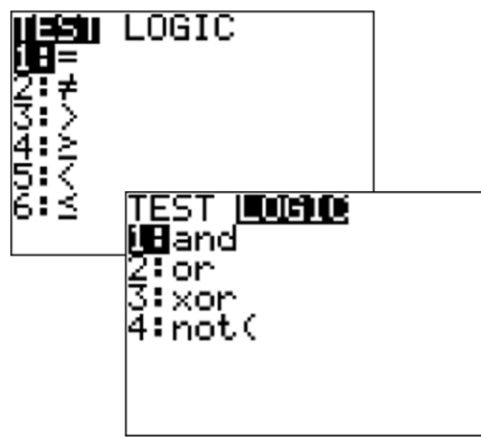 TEST LOGIC
1:=
2:≠
3:>
4:≥
5:<
6:≤
TEST LOGIC
1:and
2:or
3:xor
4:not(